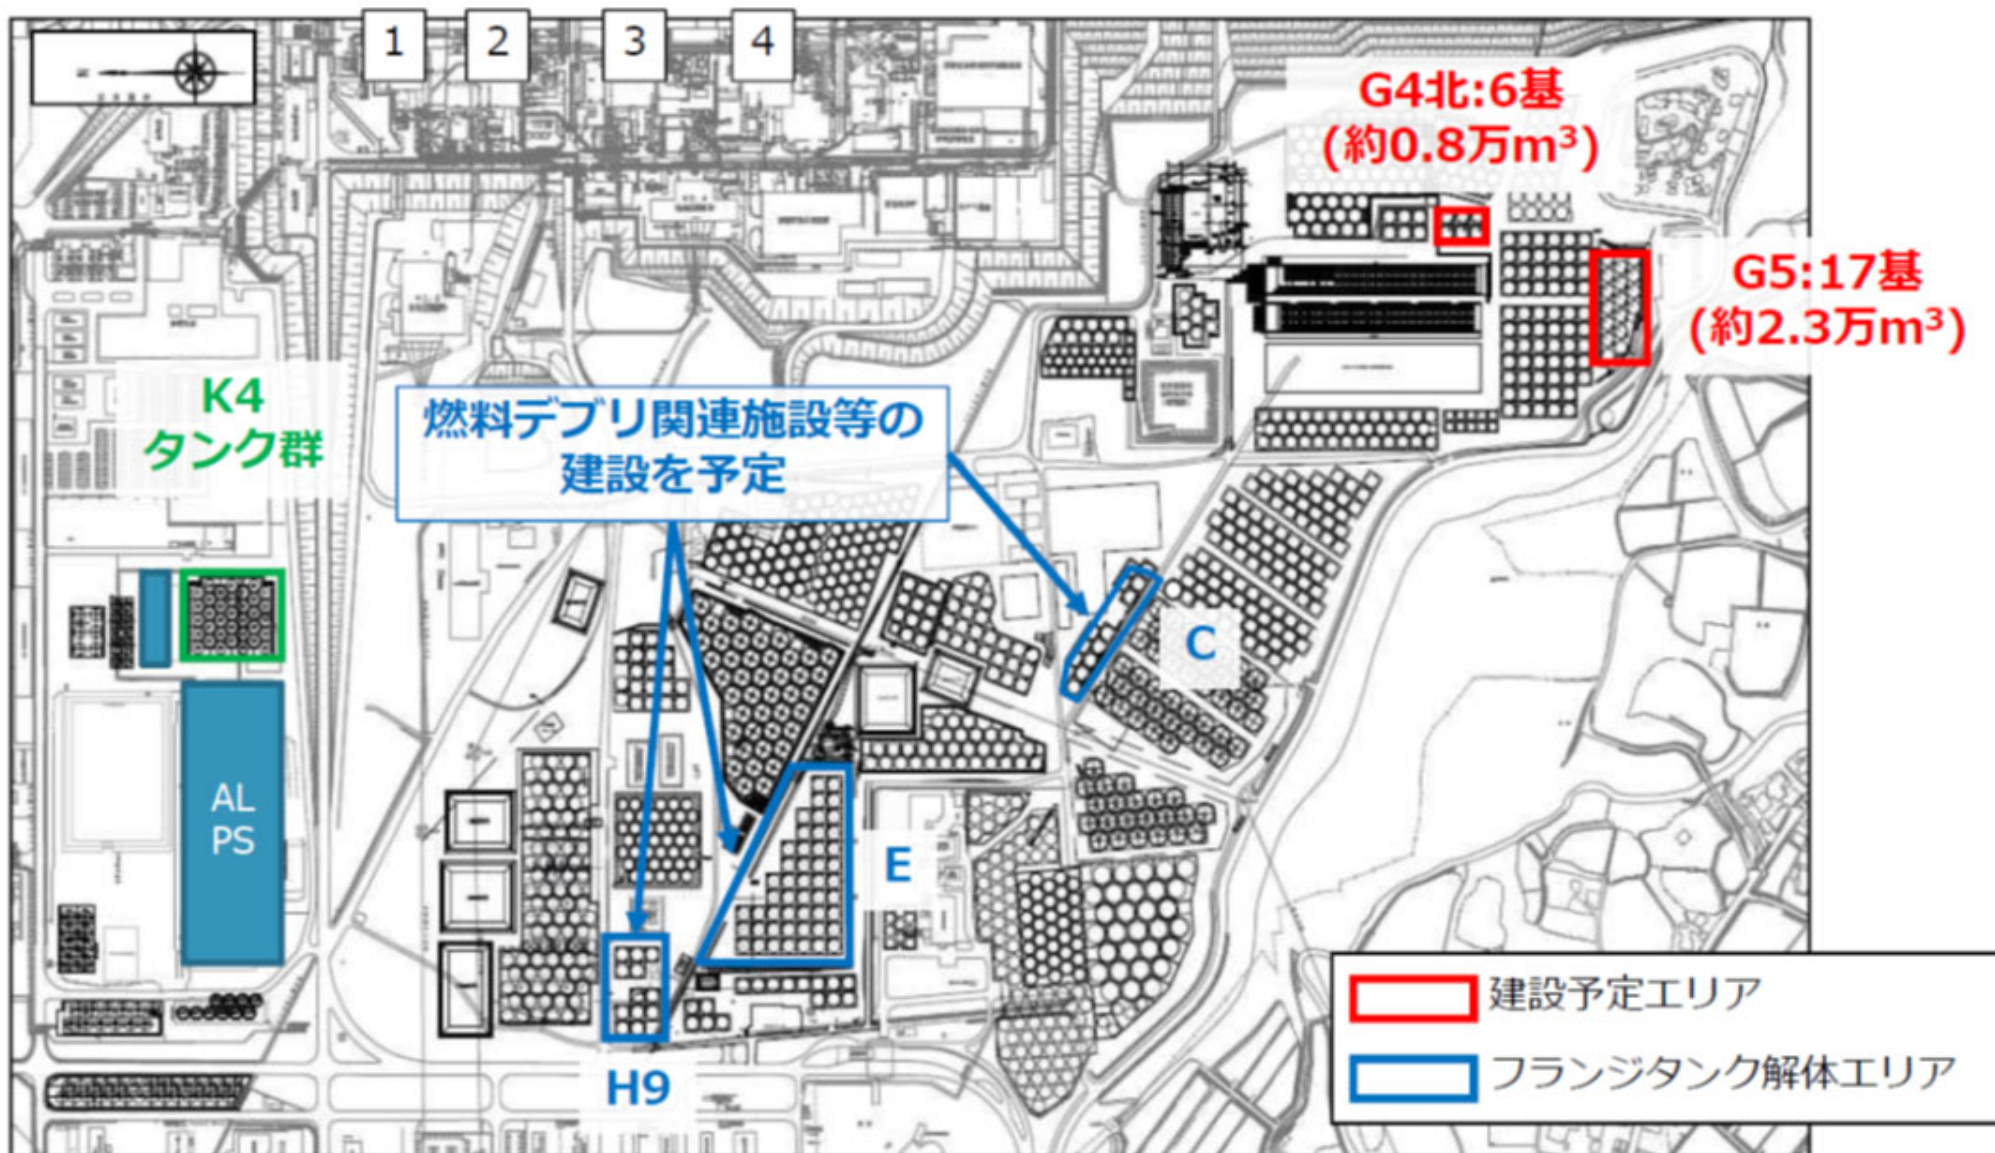 1
2
3
4
G4北:6基
(約0.8万m³)
G5:17基
(約2.3万m³)
K4
タンク群
燃料デブリ関連施設等の
建設を予定
C
AL
PS
E
H9
建設予定エリア
フランジタンク解体エリア